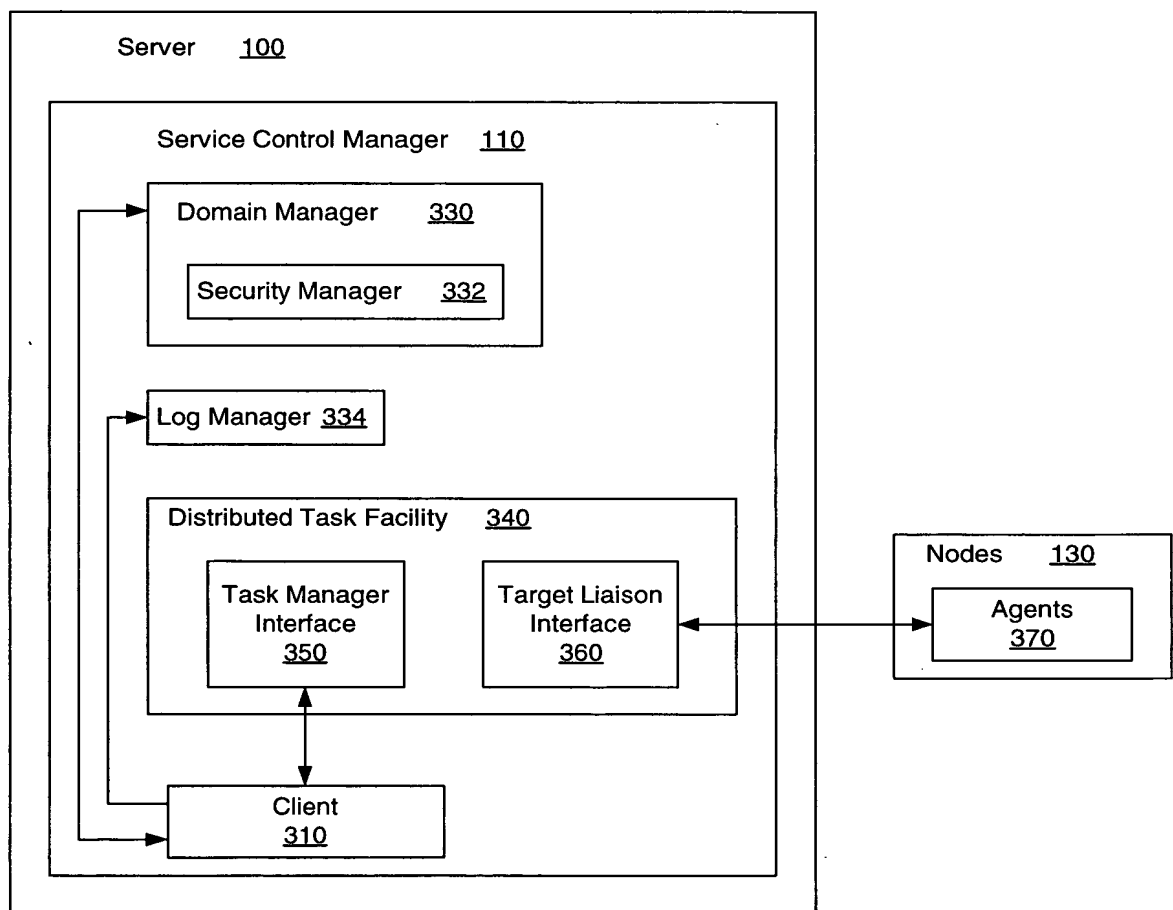 Server 100
Service Control Manager 110
Domain Manager 330
Security Manager 332
Log Manager 334
Distributed Task Facility 340
Task Manager
Interface
350
Target Liaison
Interface
360
Nodes 130
Agents
370
Client
310